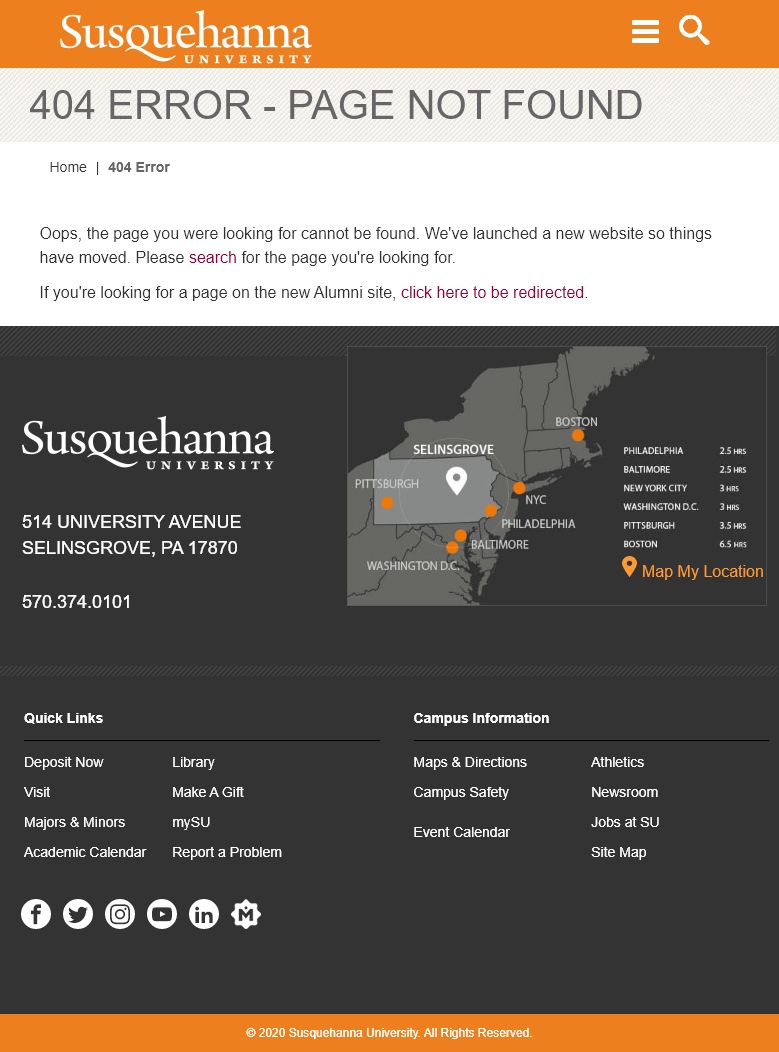 Susquehanna
UNIVERSITY
404 ERROR - PAGE NOT FOUND
Home | 404 Error
Oops, the page you were looking for cannot be found. We've launched a new website so things
have moved. Please search for the page you're looking for.
If you're looking for a page on the new Alumni site, click here to be redirected.
Susquehanna
UNIVERSITY
514 UNIVERSITY AVENUE
SELINSGROVE, PA 17870
570.374.0101
BOSTON
SELINSGROVE
PITTSBURGH
NYC
PHILADELPHIA
BALTIMORE
WASHINGTON D.C.
PHILADELPHIA 2.5 HRS
BALTIMORE 2.5 HRS
NEW YORK CITY 3 HRS
WASHINGTON D.C. 3 HRS
PITTSBURGH 3.5 HRS
BOSTON 6.5 HRS
Map My Location
Quick Links
Deposit Now
Visit
Majors & Minors
Academic Calendar
Library
Make A Gift
mySU
Report a Problem
Campus Information
Maps & Directions
Campus Safety
Event Calendar
Athletics
Newsroom
Jobs at SU
Site Map
© 2020 Susquehanna University. All Rights Reserved.